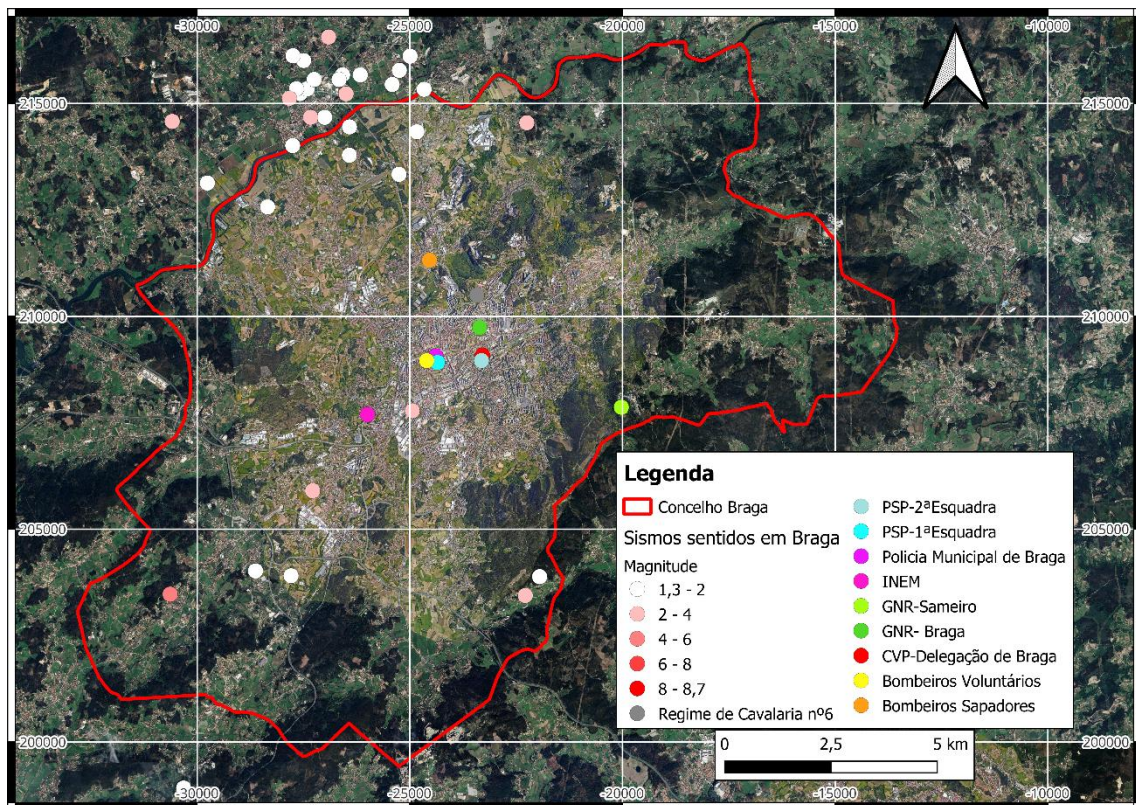 -30000 -25000 -20000 -15000 -10000
215000 215000
210000 210000
205000 205000
200000 200000
-30000 -25000 -20000 -15000 -10000
Legenda
Concelho Braga
Sismos sentidos em Braga
Magnitude
1,3 - 2
2 - 4
4 - 6
6 - 8
8 - 8,7
Regime de Cavalaria nº6
PSP-2ªEsquadra
PSP-1ªEsquadra
Policia Municipal de Braga
INEM
GNR-Sameiro
GNR- Braga
CVP-Delegação de Braga
Bombeiros Voluntários
Bombeiros Sapadores
0 2,5 5 km